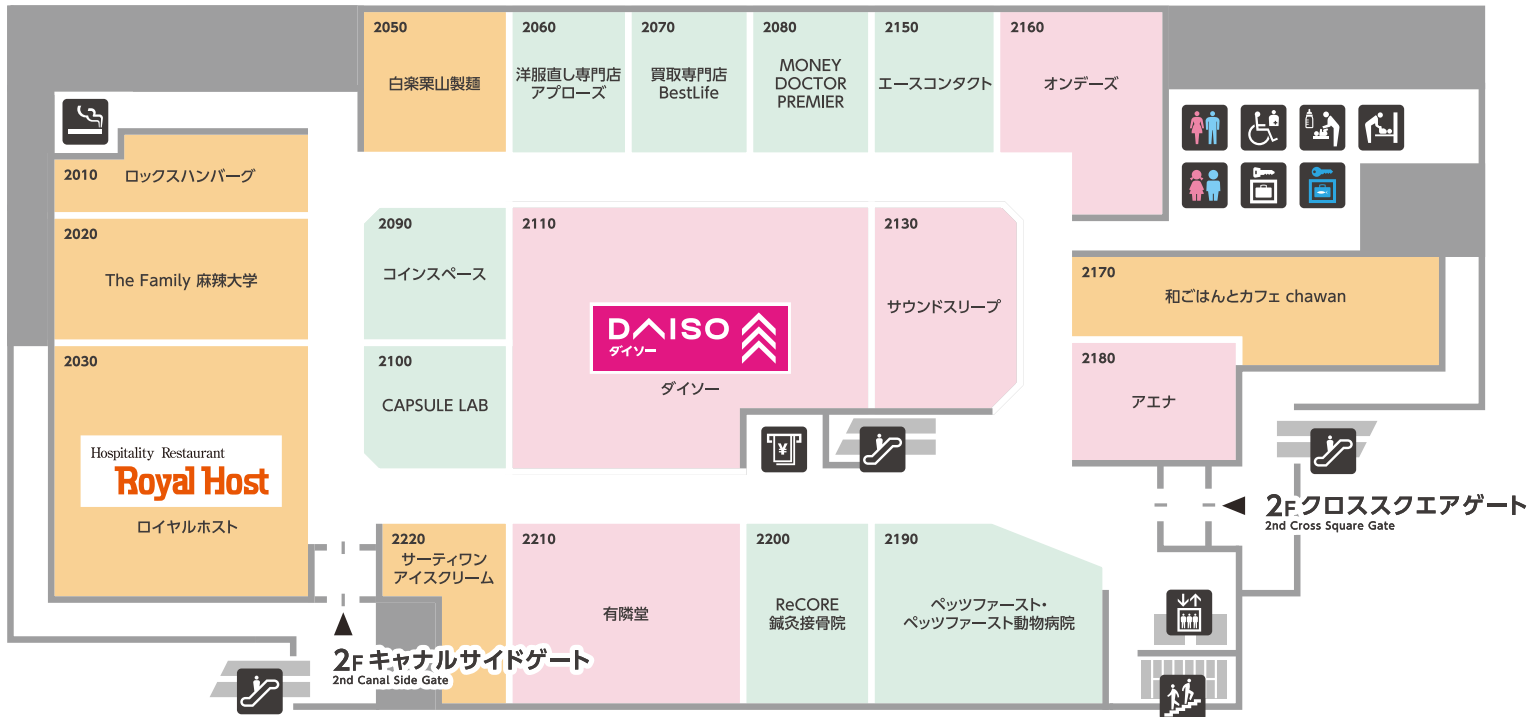 2050
白楽栗山製麺
2060
洋服直し専門店
アプローズ
2070
買取専門店
BestLife
2080
MONEY
DOCTOR
PREMIER
2150
エースコンタクト
2160
オンデーズ
2010
ロックスハンバーグ
2020
The Family 麻辣大学
2030
Hospitality Restaurant
Royal Host
ロイヤルホスト
2090
コインスペース
2100
CAPSULE LAB
2110
DAISO
ダイソー
ダイソー
2130
サウンドスリープ
2170
和ごはんとカフェ chawan
2180
アエナ
¥
2Fクロススクエアゲート
2nd Cross Square Gate
2220
サーティワン
アイスクリーム
2210
有隣堂
2200
ReCORE
鍼灸接骨院
2190
ペッツファースト・
ペッツファースト動物病院
2Fキャナルサイドゲート
2nd Canal Side Gate